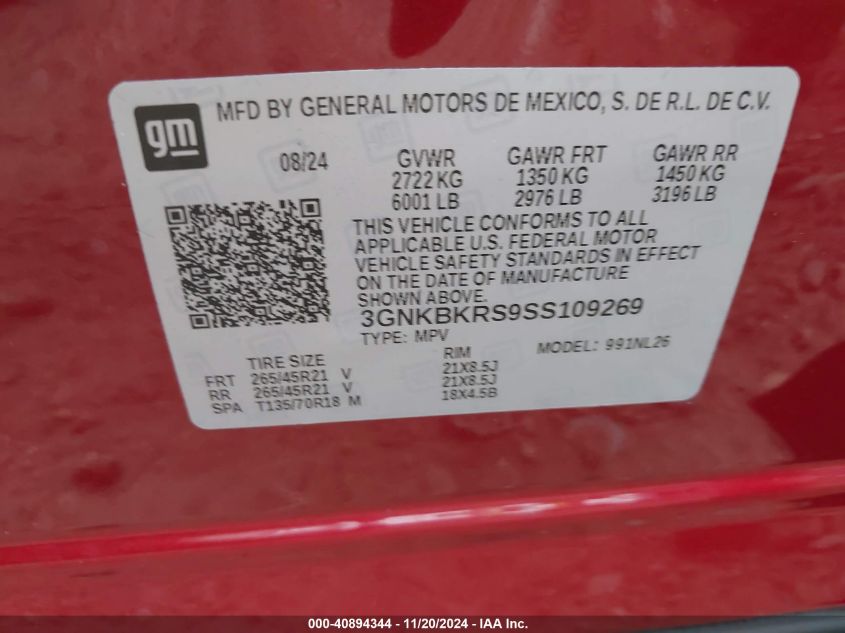 gm
MFD BY GENERAL MOTORS DE MEXICO, S. DE R.L. DE C.V.
08/24 GVWR GAWR FRT GAWR RR
2722 KG 1350 KG 1450 KG
6001 LB 2976 LB 3196 LB
THIS VEHICLE CONFORMS TO ALL
APPLICABLE U.S. FEDERAL MOTOR
VEHICLE SAFETY STANDARDS IN EFFECT
ON THE DATE OF MANUFACTURE
SHOWN ABOVE.
3GNKBKRS9SS109269
TYPE: MPV MODEL: 991NL26
TIRE SIZE RIM
FRT 265/45R21 V 21X8.5J
RR 265/45R21 V 21X8.5J
SPA T135/70R18 M 18X4.5B
000-40894344 | 11/20/2024 - IAA Inc.